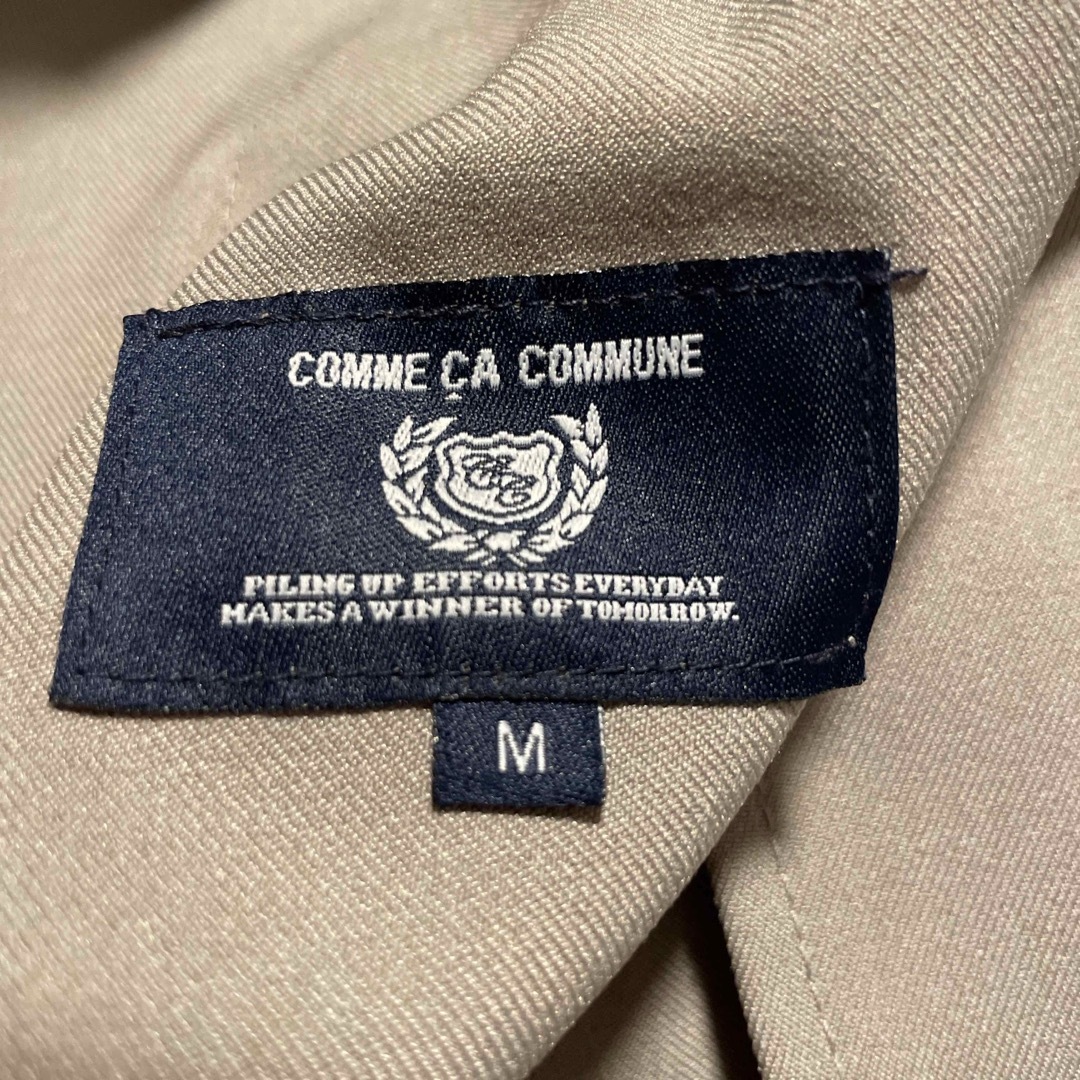 COMME ÇA COMMUNE
PILING UP EFFORTS EVERYDAY
MAKES A WINNER OF TOMORROW.
M